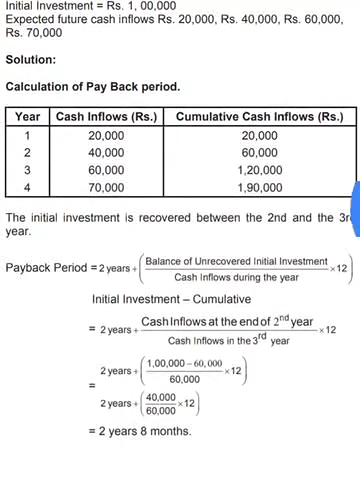 Initial Investment = Rs. 1, 00,000
Expected future cash inflows Rs. 20,000, Rs. 40,000, Rs. 60,000,
Rs. 70,000
Solution:
Calculation of Pay Back period.
Year Cash Inflows (Rs.) Cumulative Cash Inflows (Rs.)
1 20,000 20,000
2 40,000 60,000
3 60,000 1,20,000
4 70,000 1,90,000
The initial investment is recovered between the 2nd and the 3r
year.
Payback Period = 2 years + (Balance of Unrecovered Initial Investment / Cash Inflows during the year × 12)
Initial Investment – Cumulative
= 2 years + Cash Inflows at the end of 2nd year / Cash Inflows in the 3rd year × 12
2 years + (1,00,000 – 60,000 / 60,000 × 12)
=
2 years + (40,000 / 60,000 × 12)
= 2 years 8 months.